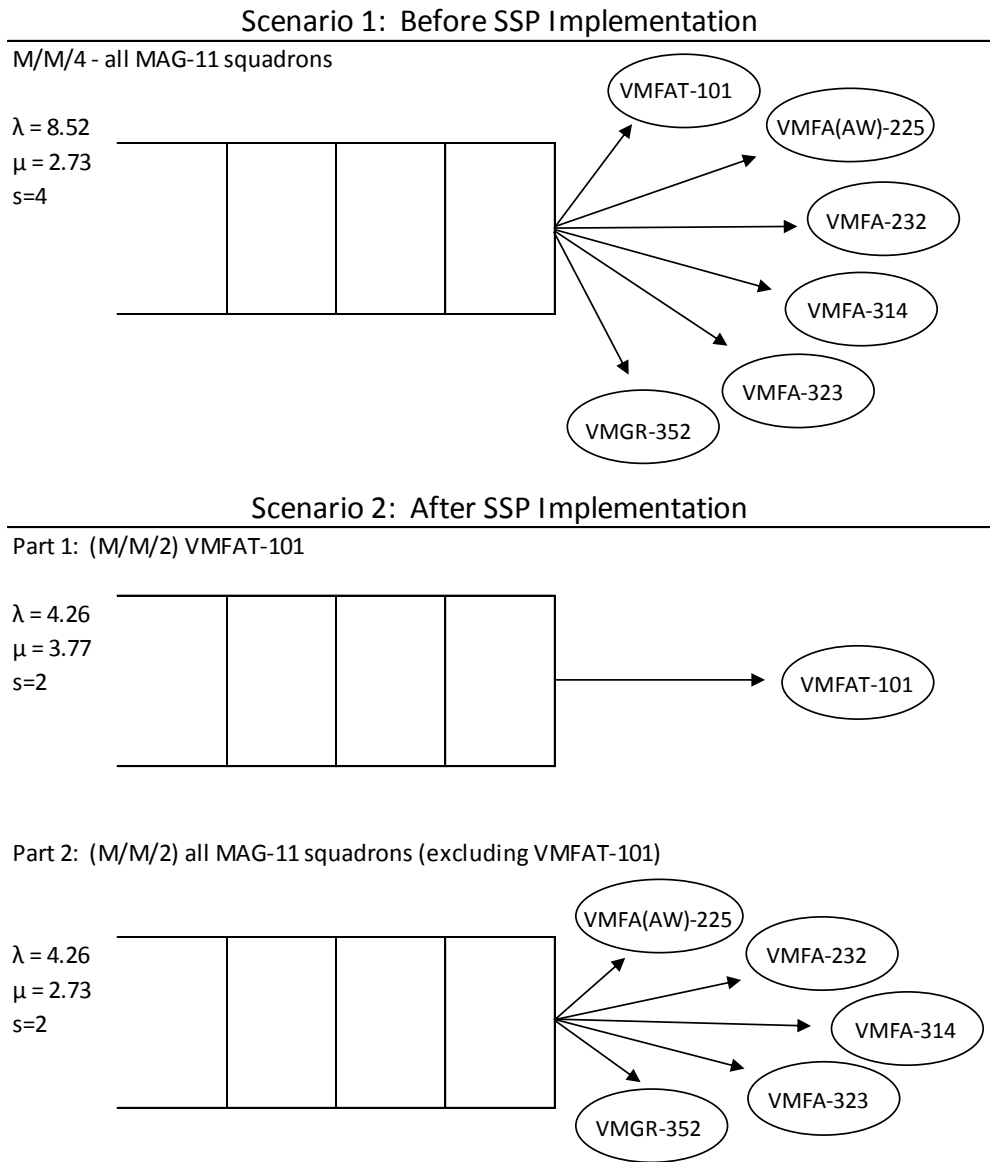 Scenario 1: Before SSP Implementation
M/M/4 - all MAG-11 squadrons
λ = 8.52
µ = 2.73
s=4
VMFAT-101
VMFA(AW)-225
VMFA-232
VMFA-314
VMFA-323
VMGR-352
Scenario 2: After SSP Implementation
Part 1: (M/M/2) VMFAT-101
λ = 4.26
µ = 3.77
s=2
VMFAT-101
Part 2: (M/M/2) all MAG-11 squadrons (excluding VMFAT-101)
λ = 4.26
µ = 2.73
s=2
VMFA(AW)-225
VMFA-232
VMFA-314
VMFA-323
VMGR-352